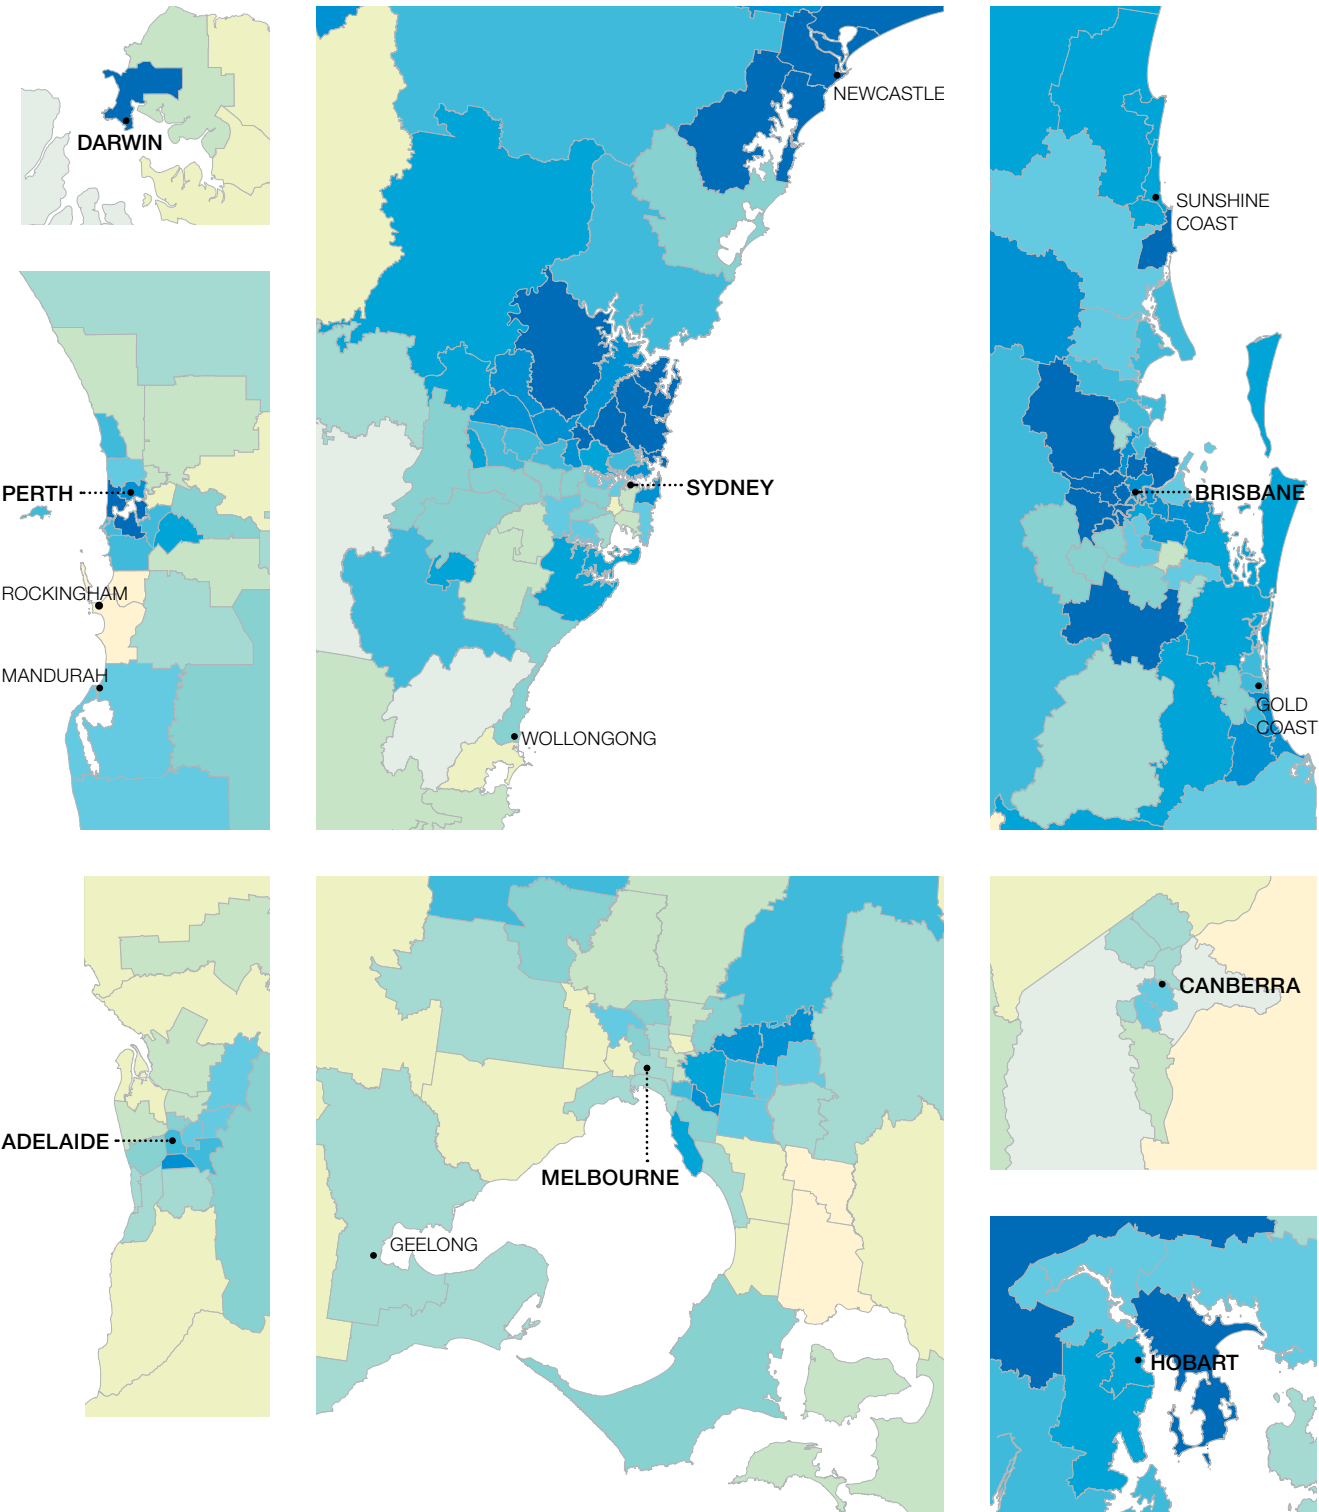 DARWIN
NEWCASTLE
SUNSHINE
COAST
PERTH
SYDNEY
BRISBANE
ROCKINGHAM
MANDURAH
WOLLONGONG
GOLD
COAST
CANBERRA
ADELAIDE
MELBOURNE
GEELONG
HOBART